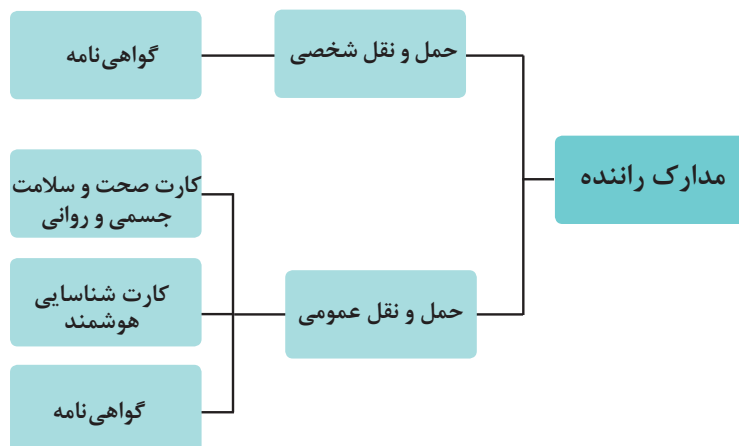 مدارک راننده
حمل و نقل شخصی
گواهی‌نامه
حمل و نقل عمومی
کارت صحت و سلامت
جسمی و روانی
کارت شناسایی
هوشمند
گواهی‌نامه